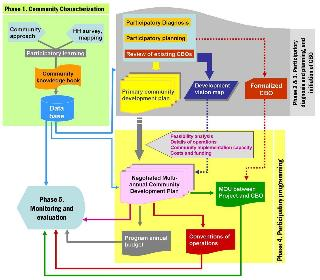 Phase 1. Community Characterization
Community
approach
HH survey,
mapping
Participatory learning
Community
knowledge book
Data
base
Participatory Diagnosis
Participatory planning
Review of existing CBOs
Primary community
development plan
Development
vision map
Formalized
CBO
Phase 2 & 3. Participatory
diagnosis and planning, and
initiation of CBO
Feasibility analysis
Details of operations
Community implementation capacity
Costs and funding
Negotiated Multi-
annual Community
Development Plan
MOU between
Project and CBO
Phase 5.
Monitoring and
evaluation
Program annual
budget
Conventions of
operations
Phase 4. Participatory programming